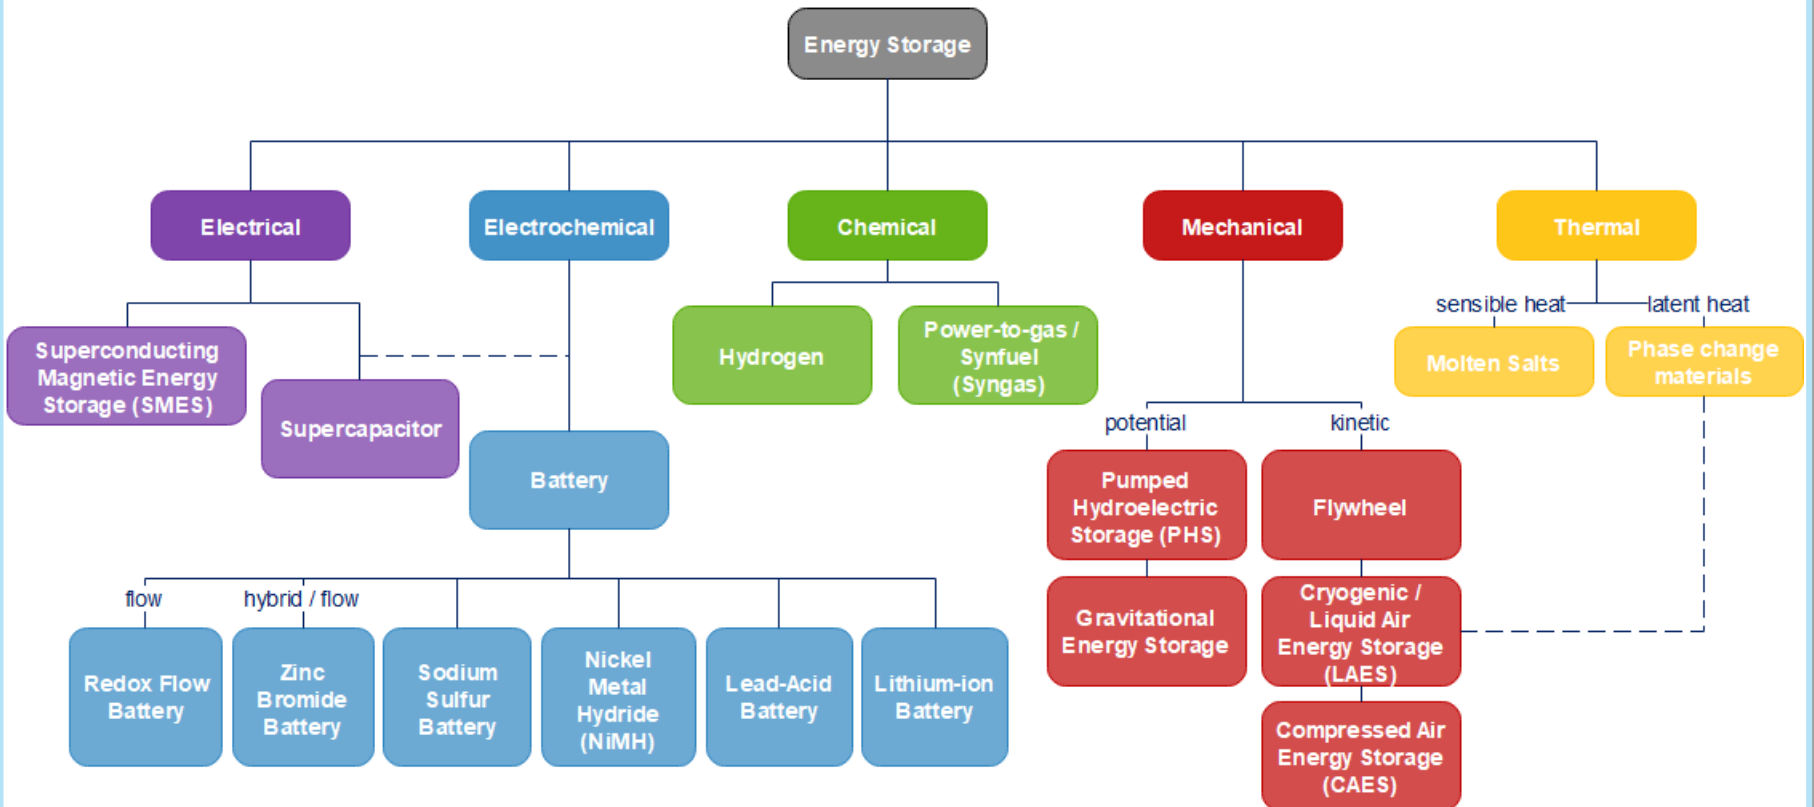 Energy Storage
Electrical
Electrochemical
Chemical
Mechanical
Thermal
sensible heat
latent heat
Superconducting
Magnetic Energy
Storage (SMES)
Supercapacitor
Hydrogen
Power-to-gas /
Synfuel
(Syngas)
Molten Salts
Phase change
materials
potential
kinetic
Battery
Pumped
Hydroelectric
Storage (PHS)
Flywheel
flow
hybrid / flow
Gravitational
Energy Storage
Cryogenic /
Liquid Air
Energy Storage
(LAES)
Redox Flow
Battery
Zinc
Bromide
Battery
Sodium
Sulfur
Battery
Nickel
Metal
Hydride
(NiMH)
Lead-Acid
Battery
Lithium-ion
Battery
Compressed Air
Energy Storage
(CAES)